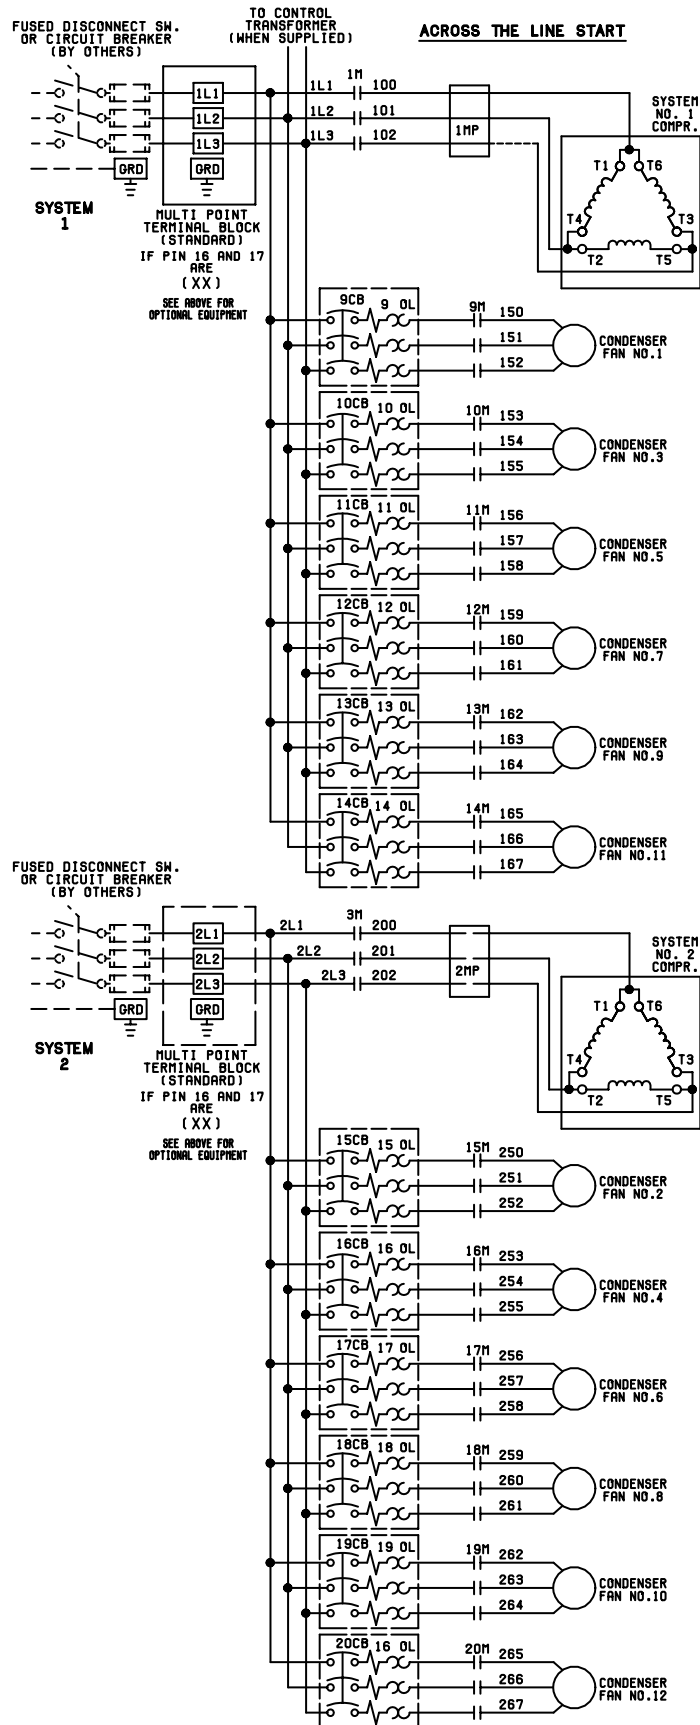 TO CONTROL
TRANSFORMER
(WHEN SUPPLIED)
ACROSS THE LINE START
FUSED DISCONNECT SW.
OR CIRCUIT BREAKER
(BY OTHERS)
1L1 1L1 1M 100
1L2 1L2 101
1L3 1L3 102
1MP
GRD GRD
SYSTEM
NO. 1
COMPR.
T1 T6
T4 T3
T2 T5
SYSTEM
1
MULTI POINT
TERMINAL BLOCK
(STANDARD)
IF PIN 16 AND 17
ARE
(XX)
SEE ABOVE FOR
OPTIONAL EQUIPMENT
9CB 9 OL 9M 150
151
152
CONDENSER
FAN NO.1
10CB 10 OL 10M 153
154
155
CONDENSER
FAN NO.3
11CB 11 OL 11M 156
157
158
CONDENSER
FAN NO.5
12CB 12 OL 12M 159
160
161
CONDENSER
FAN NO.7
13CB 13 OL 13M 162
163
164
CONDENSER
FAN NO.9
14CB 14 OL 14M 165
166
167
CONDENSER
FAN NO.11
FUSED DISCONNECT SW.
OR CIRCUIT BREAKER
(BY OTHERS)
2L1 2L1 3M 200
2L2 2L2 201
2L3 2L3 202
2MP
GRD GRD
SYSTEM
NO. 2
COMPR.
T1 T6
T4 T3
T2 T5
SYSTEM
2
MULTI POINT
TERMINAL BLOCK
(STANDARD)
IF PIN 16 AND 17
ARE
(XX)
SEE ABOVE FOR
OPTIONAL EQUIPMENT
15CB 15 OL 15M 250
251
252
CONDENSER
FAN NO.2
16CB 16 OL 16M 253
254
255
CONDENSER
FAN NO.4
17CB 17 OL 17M 256
257
258
CONDENSER
FAN NO.6
18CB 18 OL 18M 259
260
261
CONDENSER
FAN NO.8
19CB 19 OL 19M 262
263
264
CONDENSER
FAN NO.10
20CB 16 OL 20M 265
266
267
CONDENSER
FAN NO.12